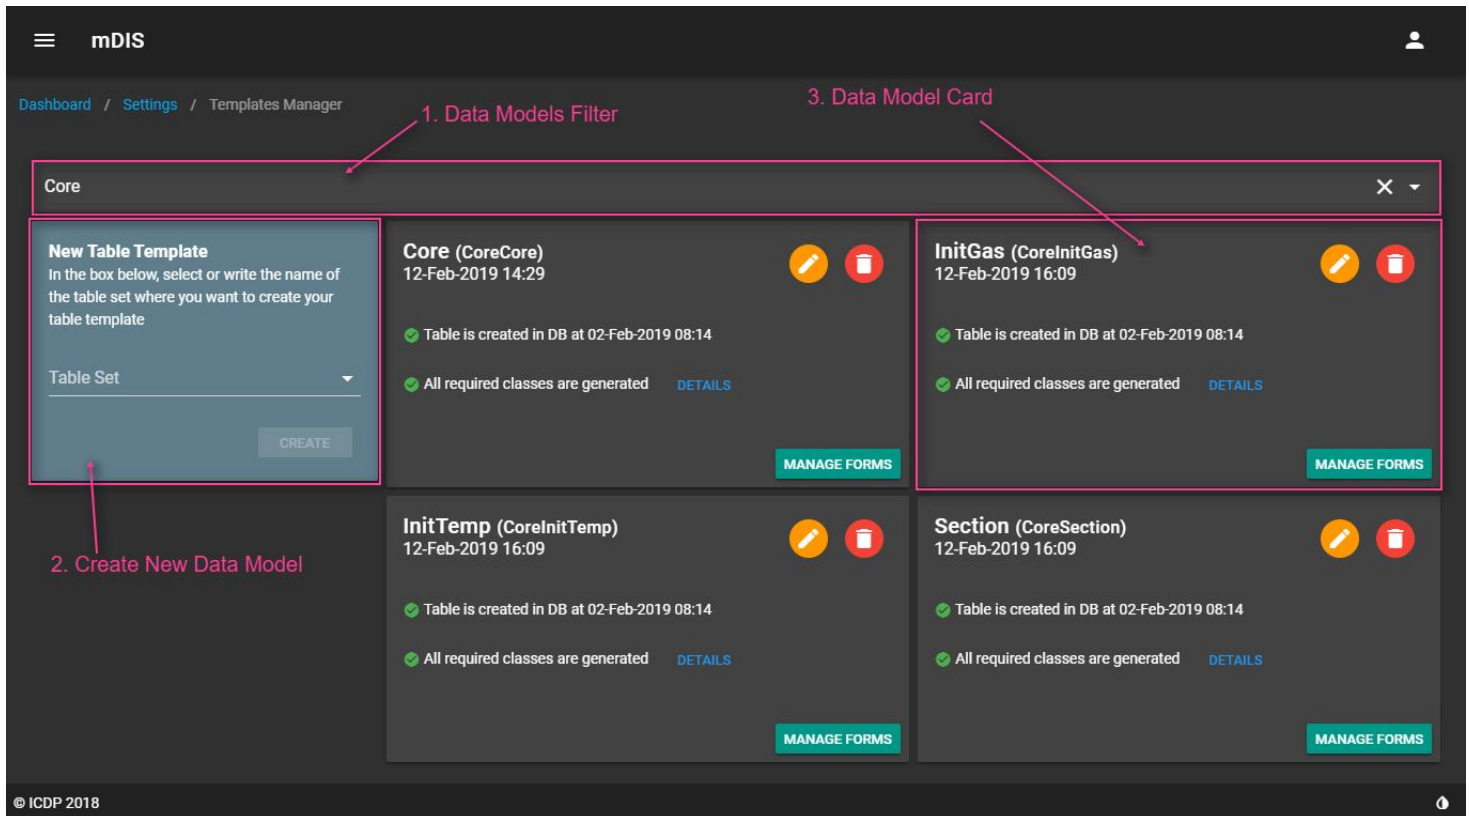 mDIS
Dashboard / Settings / Templates Manager
1. Data Models Filter
3. Data Model Card
Core
New Table Template
In the box below, select or write the name of
the table set where you want to create your
table template
Table Set
CREATE
Core (CoreCore)
12-Feb-2019 14:29
Table is created in DB at 02-Feb-2019 08:14
All required classes are generated DETAILS
MANAGE FORMS
InitGas (CoreInitGas)
12-Feb-2019 16:09
Table is created in DB at 02-Feb-2019 08:14
All required classes are generated DETAILS
MANAGE FORMS
2. Create New Data Model
InitTemp (CoreInitTemp)
12-Feb-2019 16:09
Table is created in DB at 02-Feb-2019 08:14
All required classes are generated DETAILS
MANAGE FORMS
Section (CoreSection)
12-Feb-2019 16:09
Table is created in DB at 02-Feb-2019 08:14
All required classes are generated DETAILS
MANAGE FORMS
© ICDP 2018